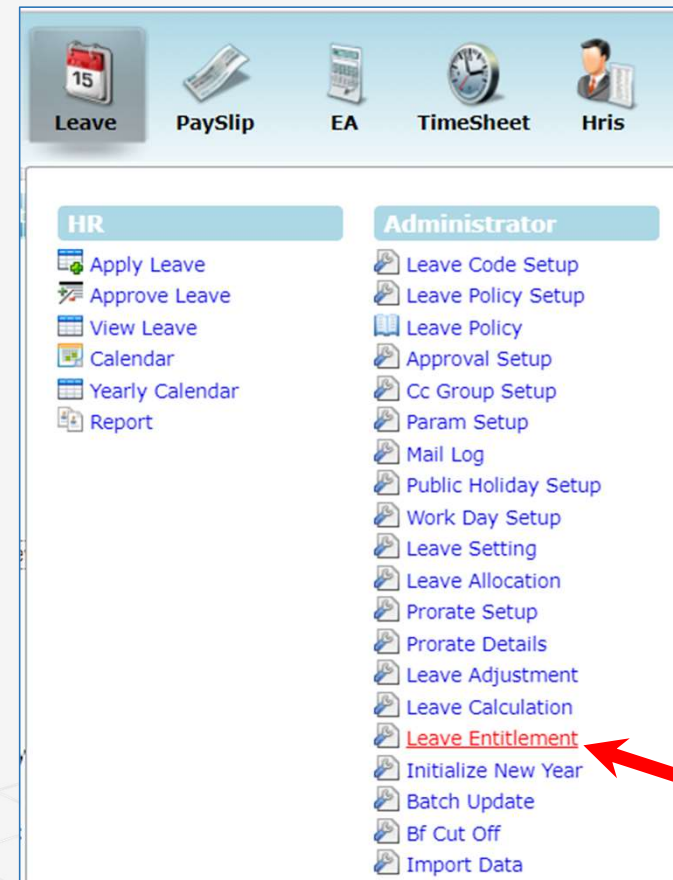 15
Leave PaySlip EA TimeSheet Hris
HR
Apply Leave
Approve Leave
View Leave
Calendar
Yearly Calendar
Report
Administrator
Leave Code Setup
Leave Policy Setup
Leave Policy
Approval Setup
Cc Group Setup
Param Setup
Mail Log
Public Holiday Setup
Work Day Setup
Leave Setting
Leave Allocation
Prorate Setup
Prorate Details
Leave Adjustment
Leave Calculation
Leave Entitlement
Initialize New Year
Batch Update
Bf Cut Off
Import Data